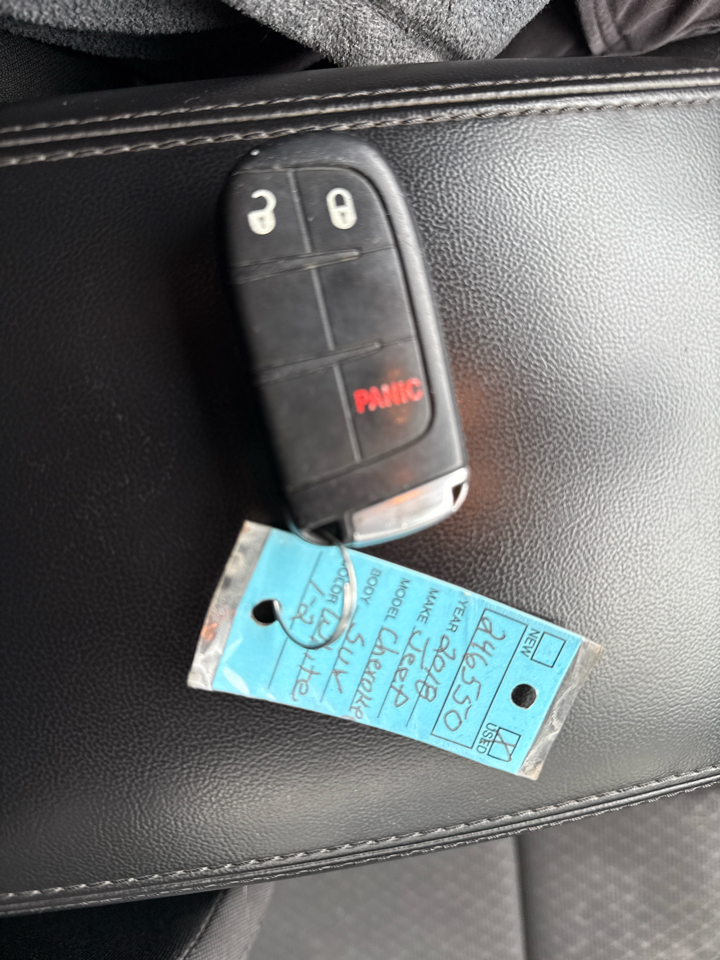 PANIC
NEW USED X
246550
YEAR 2018
MAKE Jeep
MODEL Cherokee
BODY SUV
COLOR White